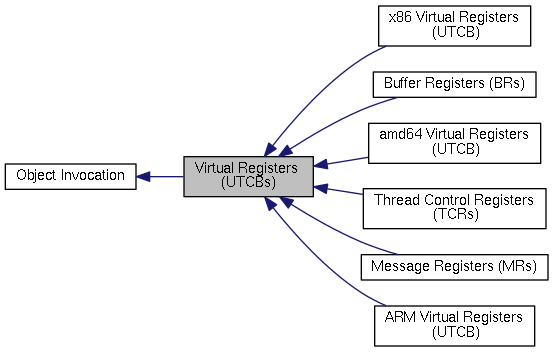 x86 Virtual Registers
(UTCB)
Buffer Registers (BRs)
amd64 Virtual Registers
(UTCB)
Object Invocation
Virtual Registers
(UTCBs)
Thread Control Registers
(TCRs)
Message Registers (MRs)
ARM Virtual Registers
(UTCB)